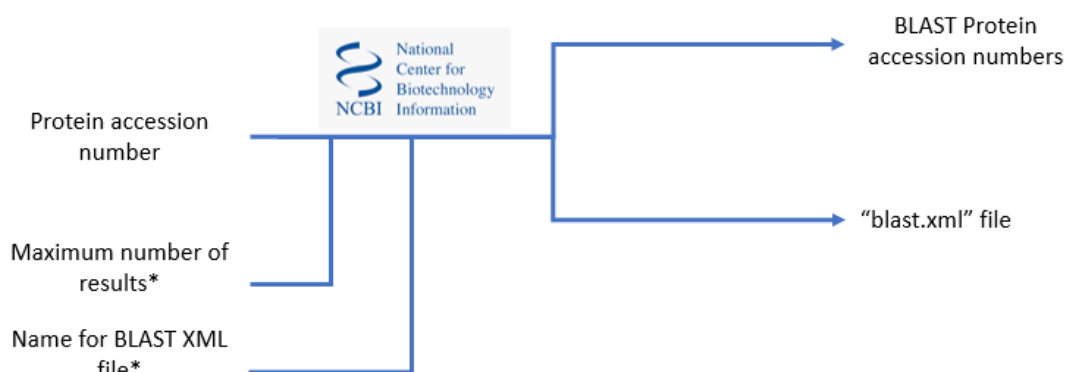 BLAST Protein
accession numbers
National
Center for
Biotechnology
NCBI Information
Protein accession
number
"blast.xml" file
Maximum number of
results*
Name for BLAST XML
file*